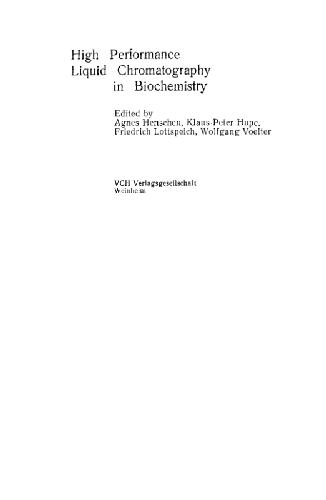 High Performance
Liquid Chromatography
in Biochemistry
Edited by
Agnes Henschen, Klaus-Peter Hupe,
Friedrich Lottspeich, Wolfgang Voelter
VCH Verlagsgesellschaft
Weinheim